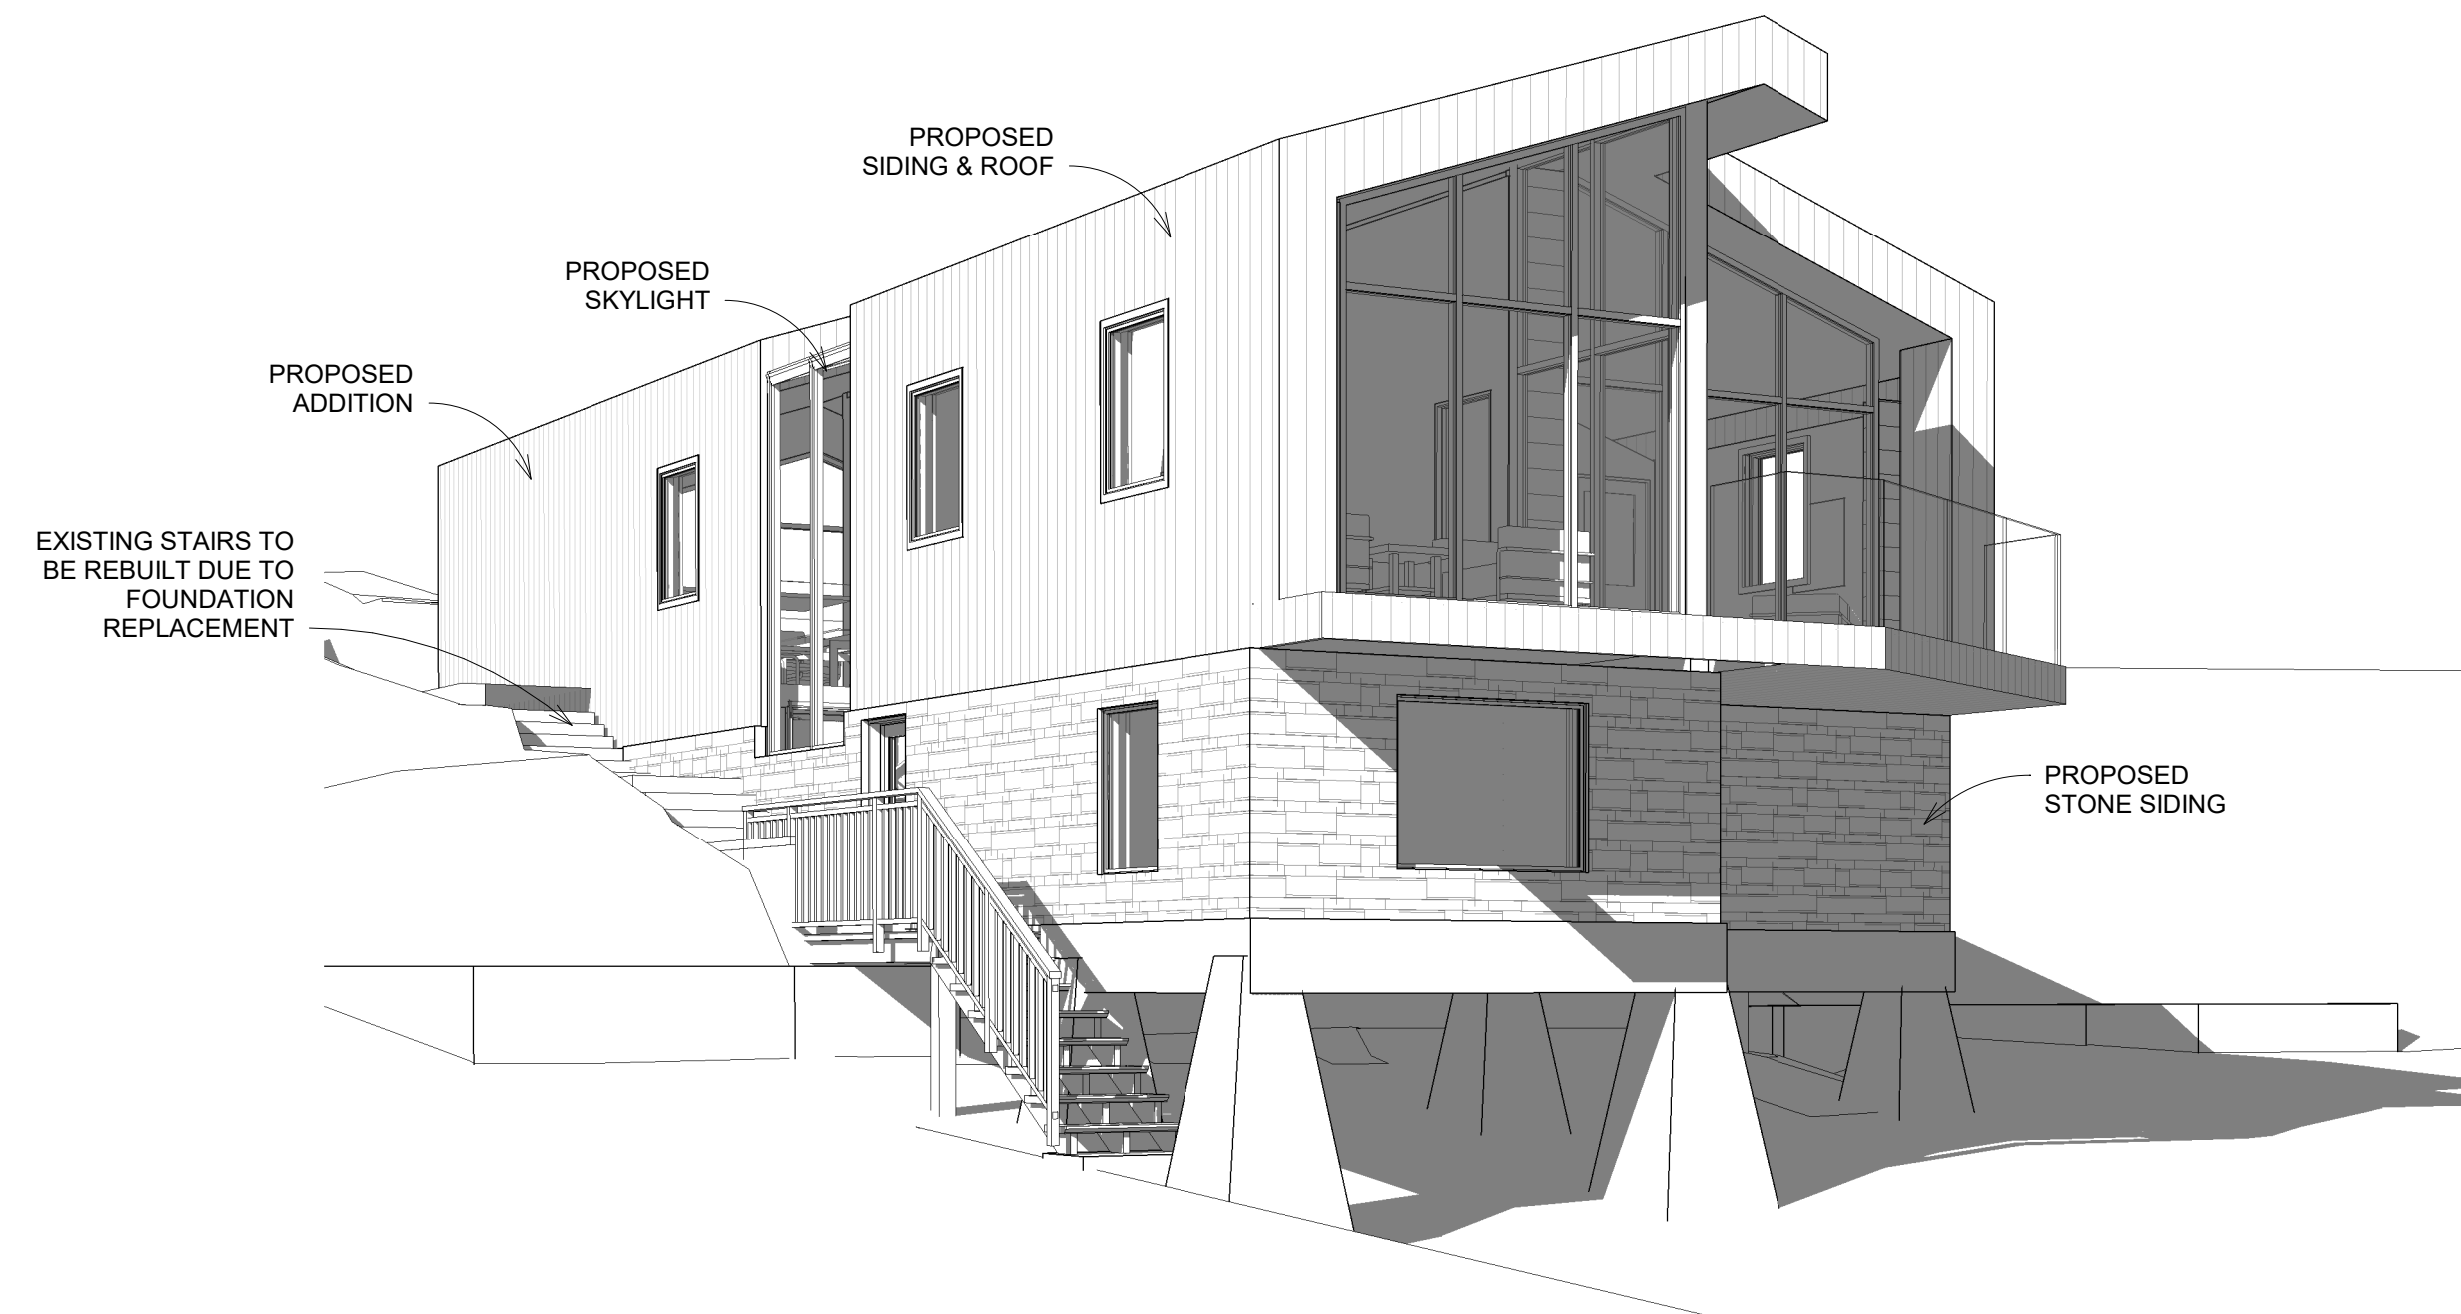 PROPOSED
SIDING & ROOF
PROPOSED
SKYLIGHT
PROPOSED
ADDITION
EXISTING STAIRS TO
BE REBUILT DUE TO
FOUNDATION
REPLACEMENT
PROPOSED
STONE SIDING